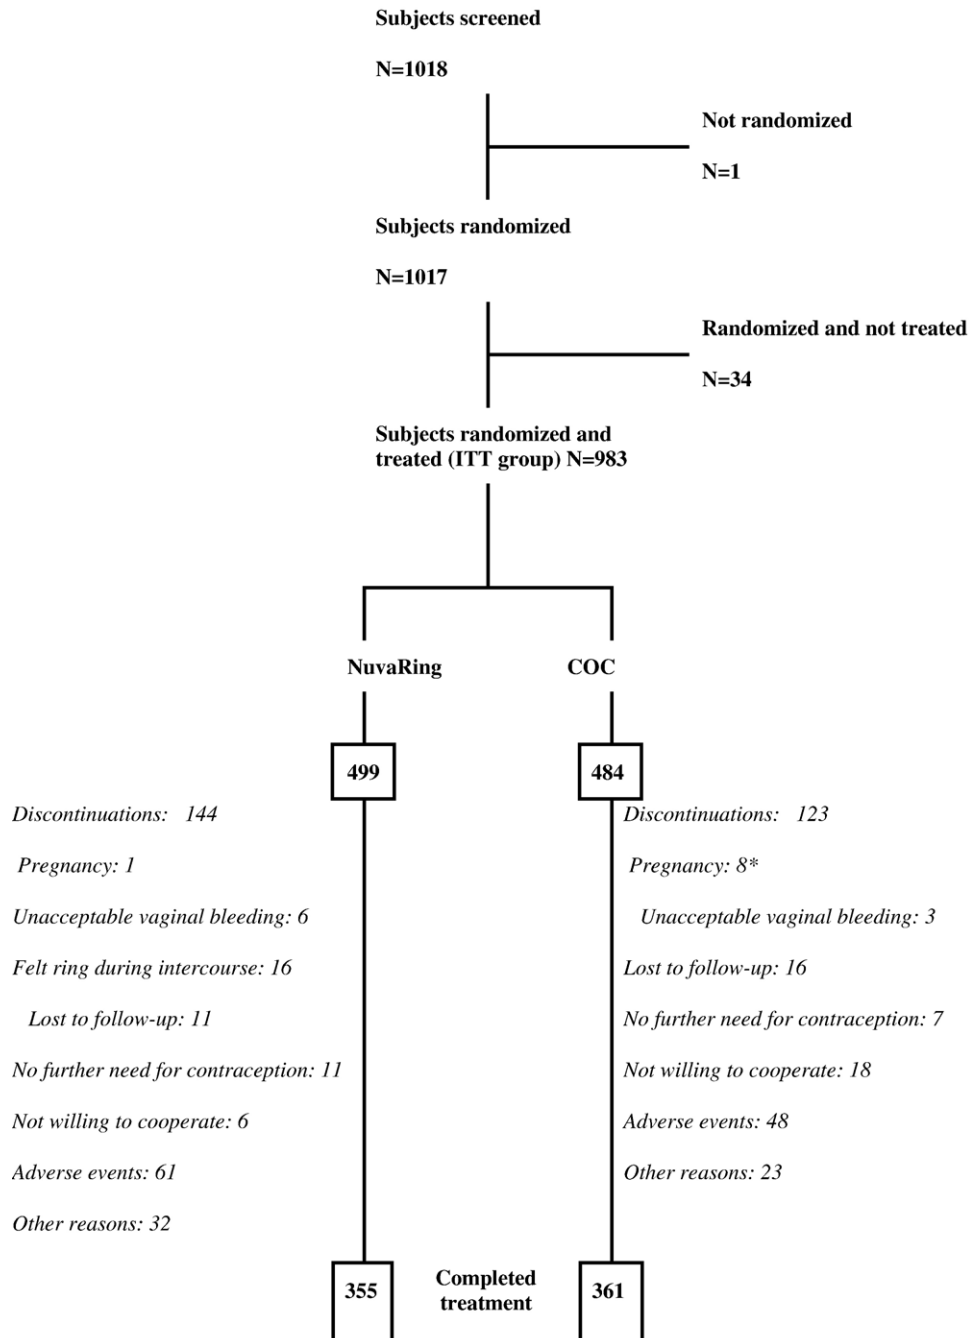 Subjects screened
N=1018
Not randomized
N=1
Subjects randomized
N=1017
Randomized and not treated
N=34
Subjects randomized and
treated (ITT group) N=983
NuvaRing
COC
499
484
Discontinuations: 144
Pregnancy: 1
Unacceptable vaginal bleeding: 6
Felt ring during intercourse: 16
Lost to follow-up: 11
No further need for contraception: 11
Not willing to cooperate: 6
Adverse events: 61
Other reasons: 32
Discontinuations: 123
Pregnancy: 8*
Unacceptable vaginal bleeding: 3
Lost to follow-up: 16
No further need for contraception: 7
Not willing to cooperate: 18
Adverse events: 48
Other reasons: 23
355
Completed
treatment
361